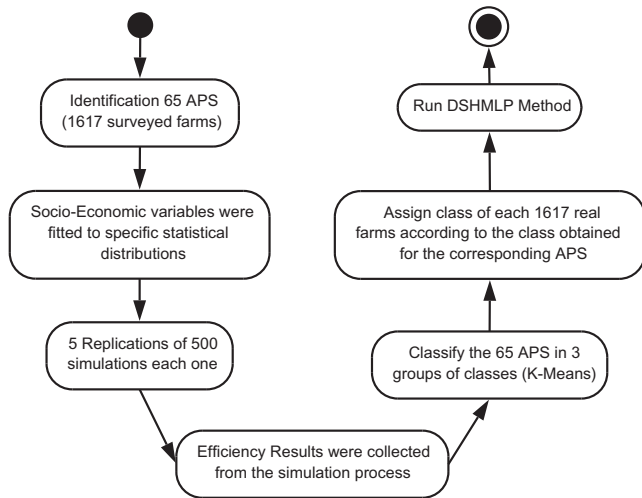 Identification 65 APS
(1617 surveyed farms)
Socio-Economic variables were
fitted to specific statistical
distributions
5 Replications of 500
simulations each one
Efficiency Results were collected
from the simulation process
Classify the 65 APS in 3
groups of classes (K-Means)
Assign class of each 1617 real
farms according to the class obtained
for the corresponding APS
Run DSHMLP Method